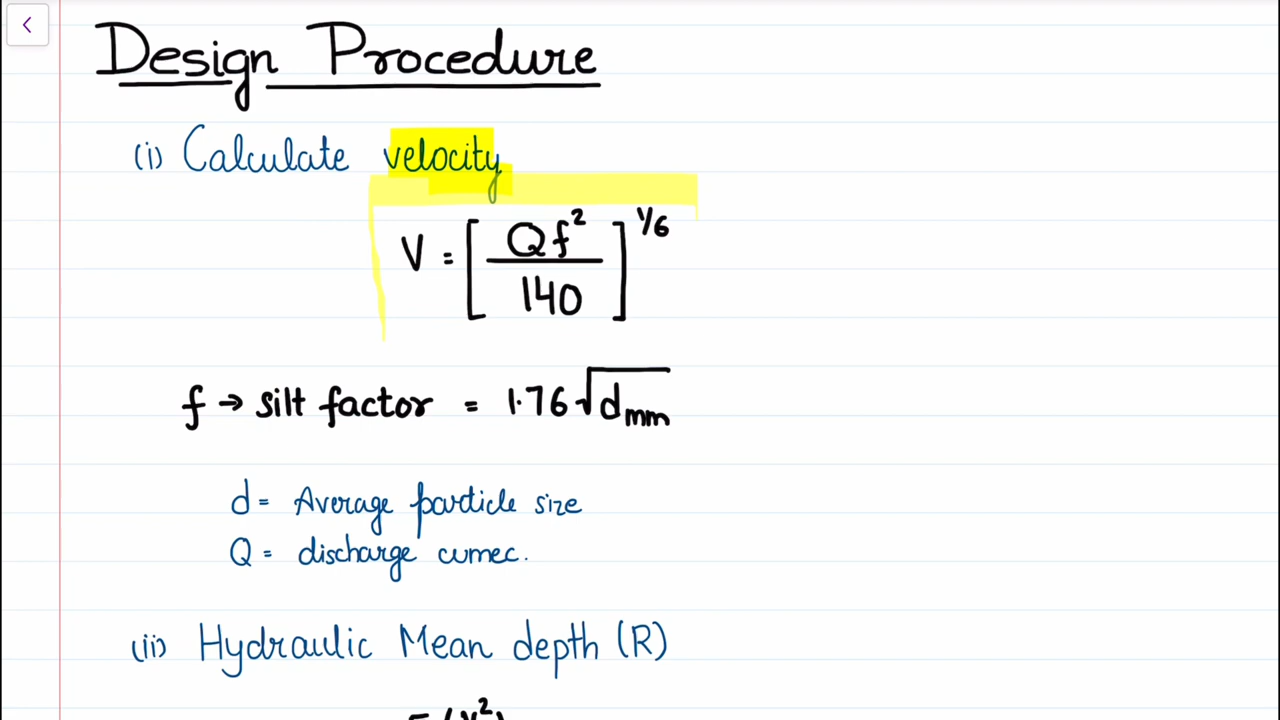 Design Procedure
(i) Calculate velocity
V = [ Qf² / 140 ]^1/6
f → silt factor = 1.76 √d mm
d = Average particle size
Q = discharge cumec.
(ii) Hydraulic Mean depth (R)